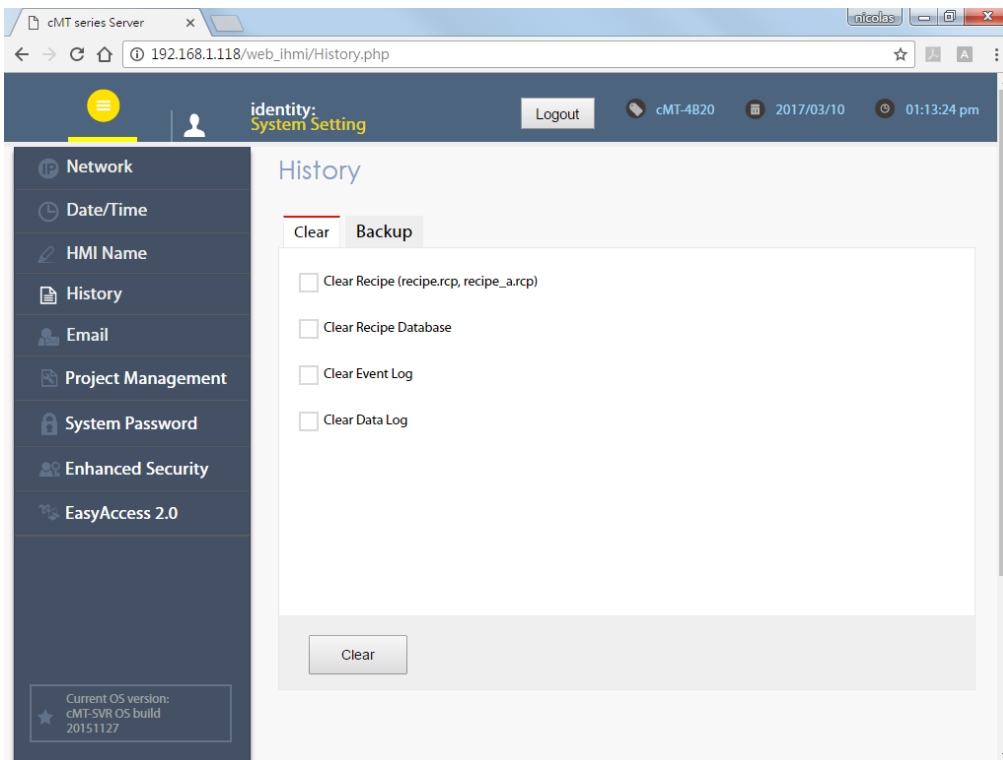 cMT series Server
nicolas
192.168.1.118/web_ihmi/History.php
identity:
System Setting
Logout
cMT-4B20
2017/03/10
01:13:24 pm
Network
Date/Time
HMI Name
History
Email
Project Management
System Password
Enhanced Security
EasyAccess 2.0
Current OS version:
cMT-SVR OS build
20151127
History
Clear
Backup
Clear Recipe (recipe.rcp, recipe_a.rcp)
Clear Recipe Database
Clear Event Log
Clear Data Log
Clear